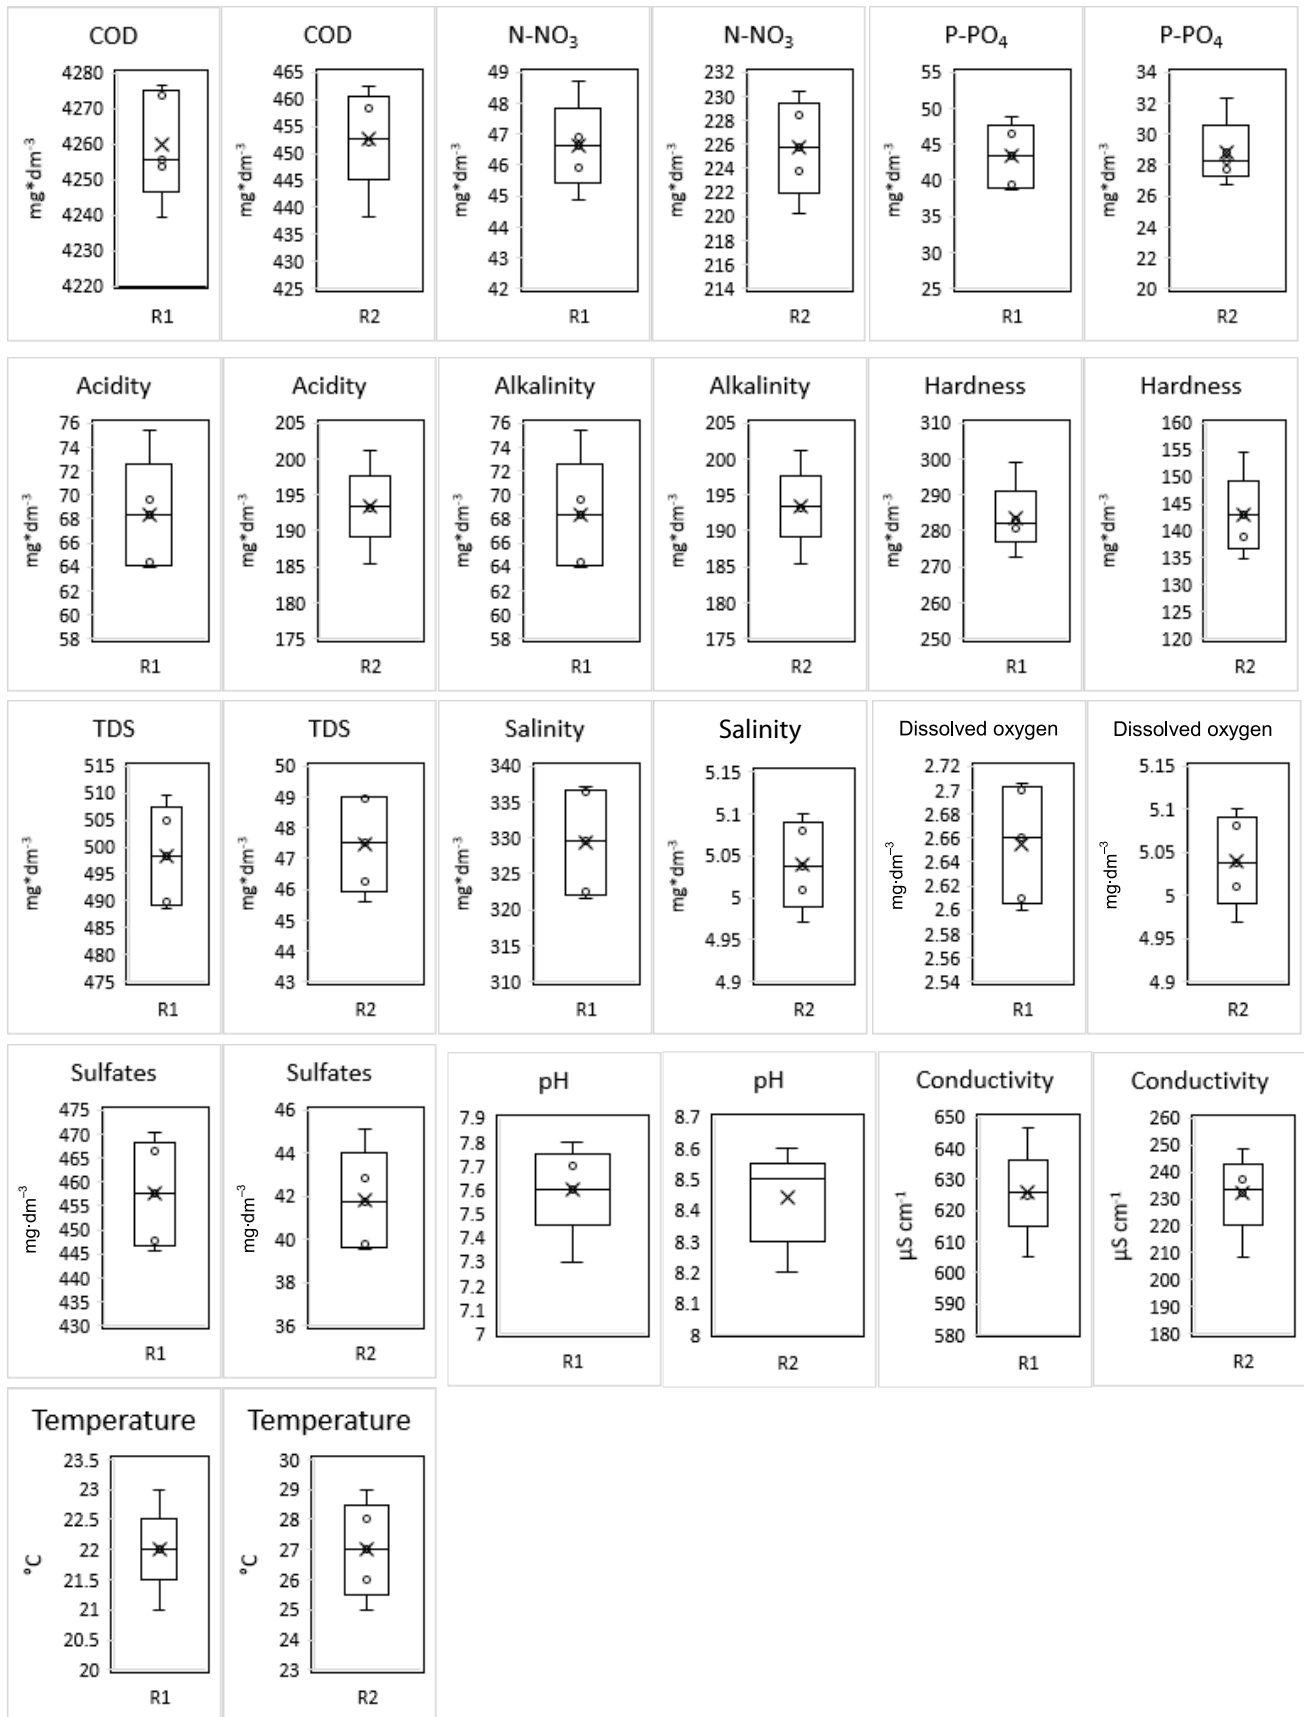 COD
4280
4270
4260
4250
4240
4230
4220
mg*dm⁻³
R1
COD
465
460
455
450
445
440
435
430
425
mg*dm⁻³
R2
N-NO₃
49
48
47
46
45
44
43
42
mg*dm⁻³
R1
N-NO₃
232
230
228
226
224
222
220
218
216
214
mg*dm⁻³
R2
P-PO₄
55
50
45
40
35
30
25
mg*dm⁻³
R1
P-PO₄
34
32
30
28
26
24
22
20
mg*dm⁻³
R2
Acidity
76
74
72
70
68
66
64
62
60
58
mg*dm⁻³
R1
Acidity
205
200
195
190
185
180
175
mg*dm⁻³
R2
Alkalinity
76
74
72
70
68
66
64
62
60
58
mg*dm⁻³
R1
Alkalinity
205
200
195
190
185
180
175
mg*dm⁻³
R2
Hardness
310
300
290
280
270
260
250
mg*dm⁻³
R1
Hardness
160
155
150
145
140
135
130
125
120
mg*dm⁻³
R2
TDS
515
510
505
500
495
490
485
480
475
mg*dm⁻³
R1
TDS
50
49
48
47
46
45
44
43
mg*dm⁻³
R2
Salinity
340
335
330
325
320
315
310
mg*dm⁻³
R1
Salinity
5.15
5.1
5.05
5
4.95
4.9
mg*dm⁻³
R2
Dissolved oxygen
2.72
2.7
2.68
2.66
2.64
2.62
2.6
2.58
2.56
2.54
mg·dm⁻³
R1
Dissolved oxygen
5.15
5.1
5.05
5
4.95
4.9
mg·dm⁻³
R2
Sulfates
475
470
465
460
455
450
445
440
435
430
mg·dm⁻³
R1
Sulfates
46
44
42
40
38
36
mg·dm⁻³
R2
pH
7.9
7.8
7.7
7.6
7.5
7.4
7.3
7.2
7.1
7
R1
pH
8.7
8.6
8.5
8.4
8.3
8.2
8.1
8
R2
Conductivity
650
640
630
620
610
600
590
580
µS cm⁻¹
R1
Conductivity
260
250
240
230
220
210
200
190
180
µS cm⁻¹
R2
Temperature
23.5
23
22.5
22
21.5
21
20.5
20
°C
R1
Temperature
30
29
28
27
26
25
24
23
°C
R2